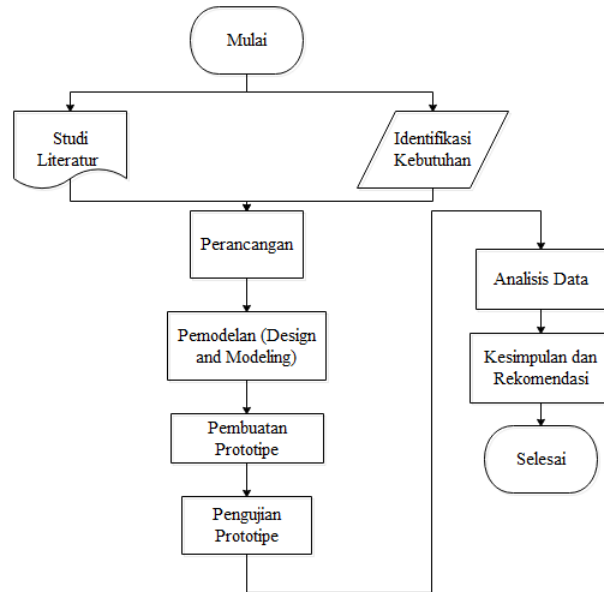 Mulai
Studi
Literatur
Identifikasi
Kebutuhan
Perancangan
Pemodelan (Design
and Modeling)
Pembuatan
Prototipe
Pengujian
Prototipe
Analisis Data
Kesimpulan dan
Rekomendasi
Selesai